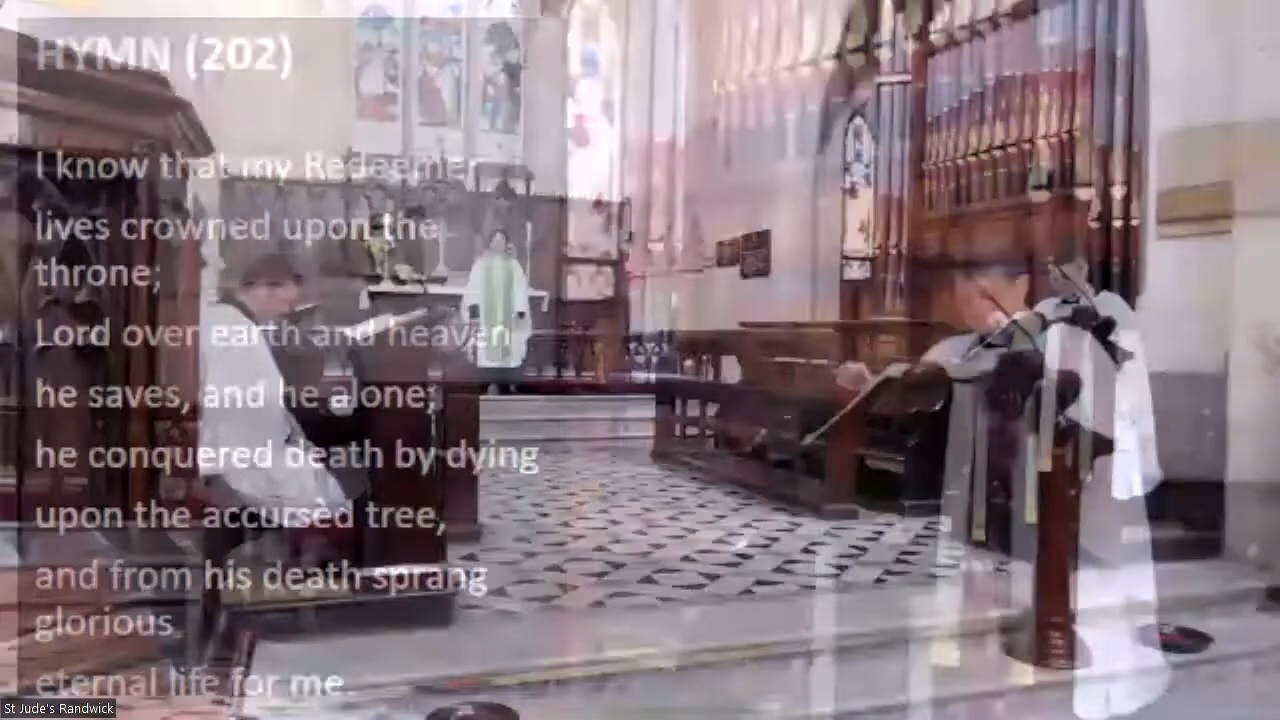 HYMN (202)
I know that my Redeemer
lives crowned upon the
throne;
Lord over earth and heaven
he saves, and he alone;
he conquered death by dying
upon the accursèd tree,
and from his death sprang
glorious
eternal life for me.
St Jude's Randwick